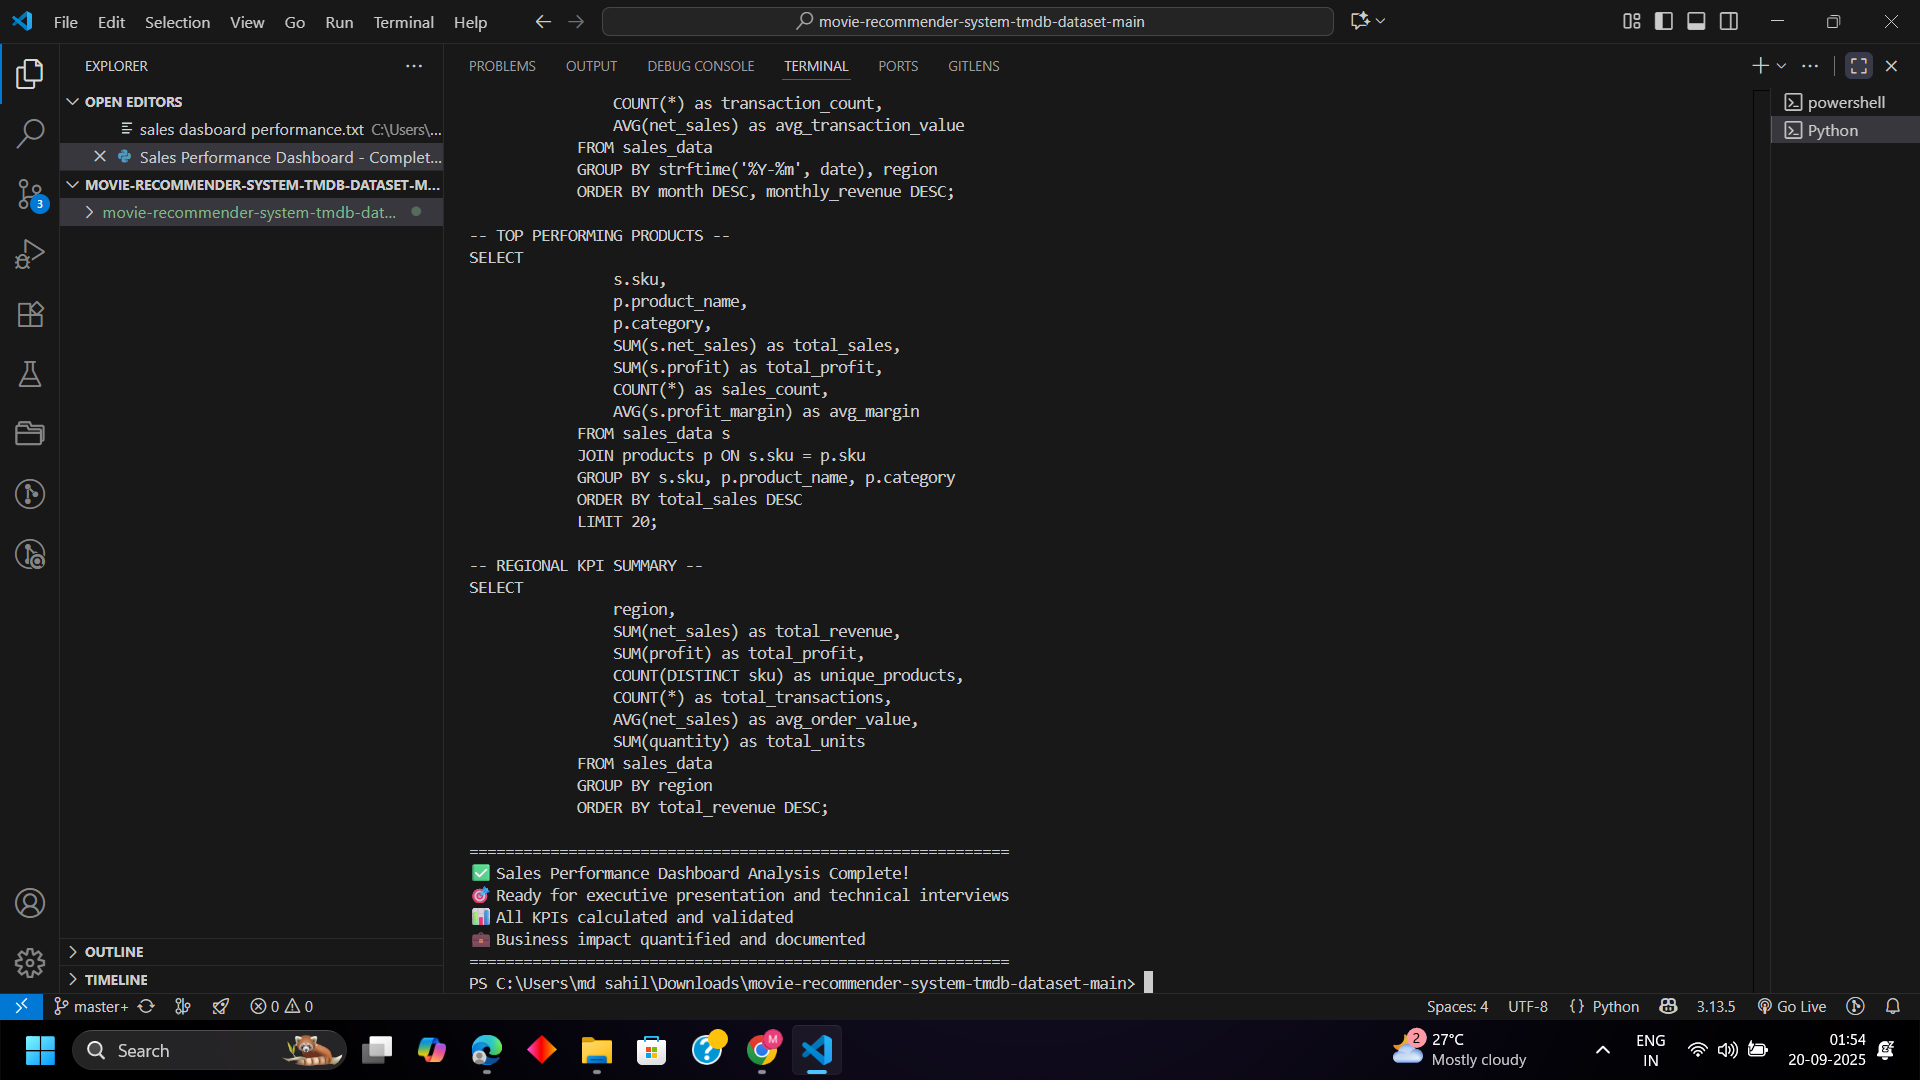 File Edit Selection View Go Run Terminal Help
movie-recommender-system-tmdb-dataset-main
EXPLORER
OPEN EDITORS
sales dasboard performance.txt C:\Users\...
Sales Performance Dashboard - Complet...
MOVIE-RECOMMENDER-SYSTEM-TMDB-DATASET-M...
movie-recommender-system-tmdb-dat...
3
OUTLINE
TIMELINE
PROBLEMS OUTPUT DEBUG CONSOLE TERMINAL PORTS GITLENS
COUNT(*) as transaction_count,
AVG(net_sales) as avg_transaction_value
FROM sales_data
GROUP BY strftime('%Y-%m', date), region
ORDER BY month DESC, monthly_revenue DESC;
-- TOP PERFORMING PRODUCTS --
SELECT
s.sku,
p.product_name,
p.category,
SUM(s.net_sales) as total_sales,
SUM(s.profit) as total_profit,
COUNT(*) as sales_count,
AVG(s.profit_margin) as avg_margin
FROM sales_data s
JOIN products p ON s.sku = p.sku
GROUP BY s.sku, p.product_name, p.category
ORDER BY total_sales DESC
LIMIT 20;
-- REGIONAL KPI SUMMARY --
SELECT
region,
SUM(net_sales) as total_revenue,
SUM(profit) as total_profit,
COUNT(DISTINCT sku) as unique_products,
COUNT(*) as total_transactions,
AVG(net_sales) as avg_order_value,
SUM(quantity) as total_units
FROM sales_data
GROUP BY region
ORDER BY total_revenue DESC;
============================================================
✅ Sales Performance Dashboard Analysis Complete!
🎯 Ready for executive presentation and technical interviews
📊 All KPIs calculated and validated
💼 Business impact quantified and documented
============================================================
PS C:\Users\md sahil\Downloads\movie-recommender-system-tmdb-dataset-main>
powershell
Python
master+ 0 0 Spaces: 4 UTF-8 {} Python 3.13.5 Go Live
Search
M
2
27°C
Mostly cloudy
ENG
IN
01:54
20-09-2025